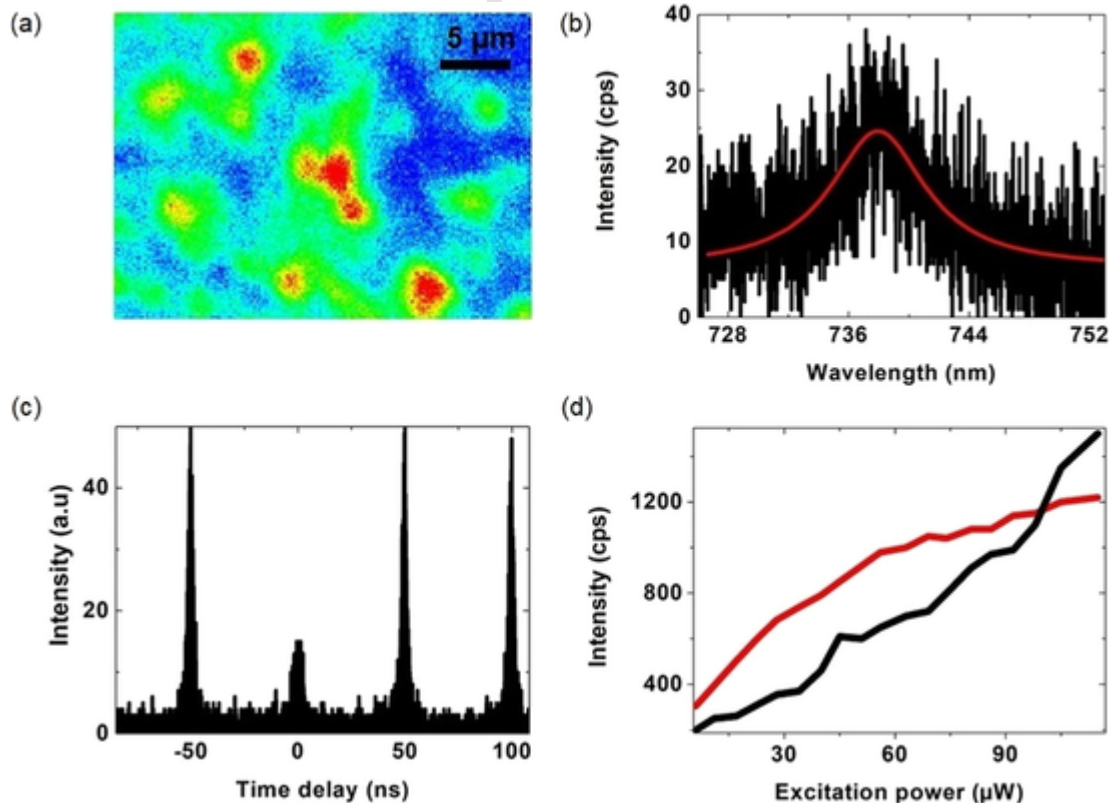 (a)
5 μm
(b)
40
30
20
10
0
Intensity (cps)
728 736 744 752
Wavelength (nm)
(c)
40
20
0
Intensity (a.u)
-50 0 50 100
Time delay (ns)
(d)
1200
800
400
Intensity (cps)
30 60 90
Excitation power (μW)